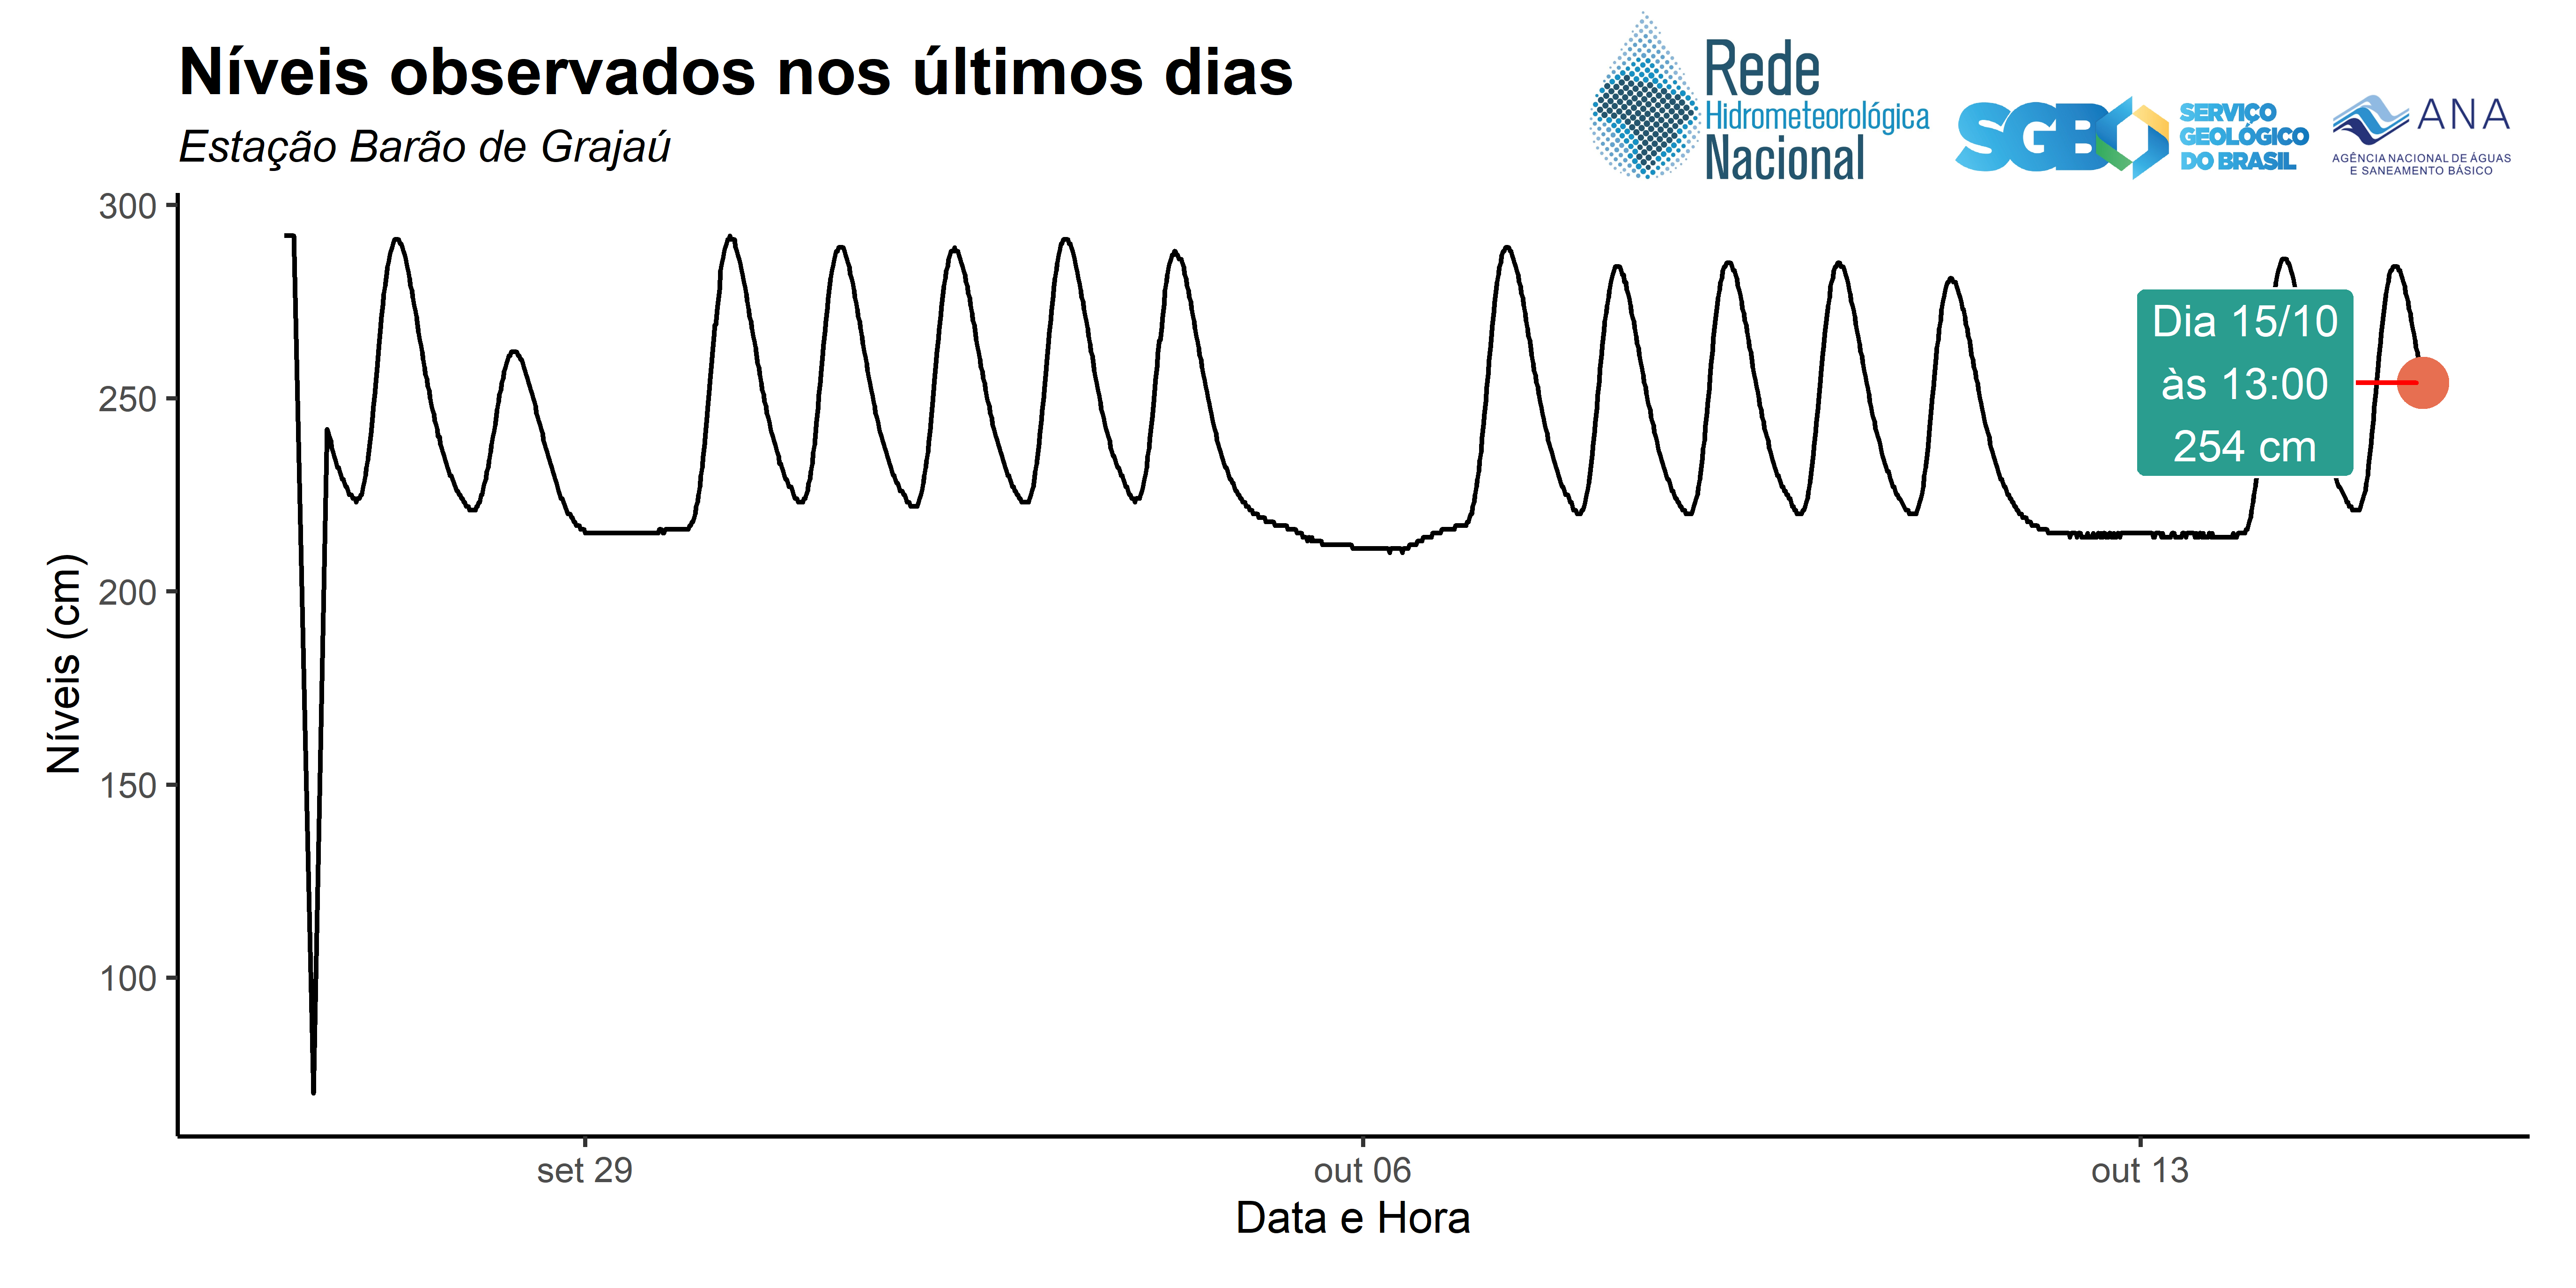 Níveis observados nos últimos dias
Estação Barão de Grajaú
Rede
Hidrometeorológica
Nacional
SGB
SERVIÇO
GEOLÓGICO
DO BRASIL
ANA
AGÊNCIA NACIONAL DE ÁGUAS
E SANEAMENTO BÁSICO
Níveis (cm)
300
250
200
150
100
Dia 15/10
às 13:00
254 cm
set 29
out 06
out 13
Data e Hora